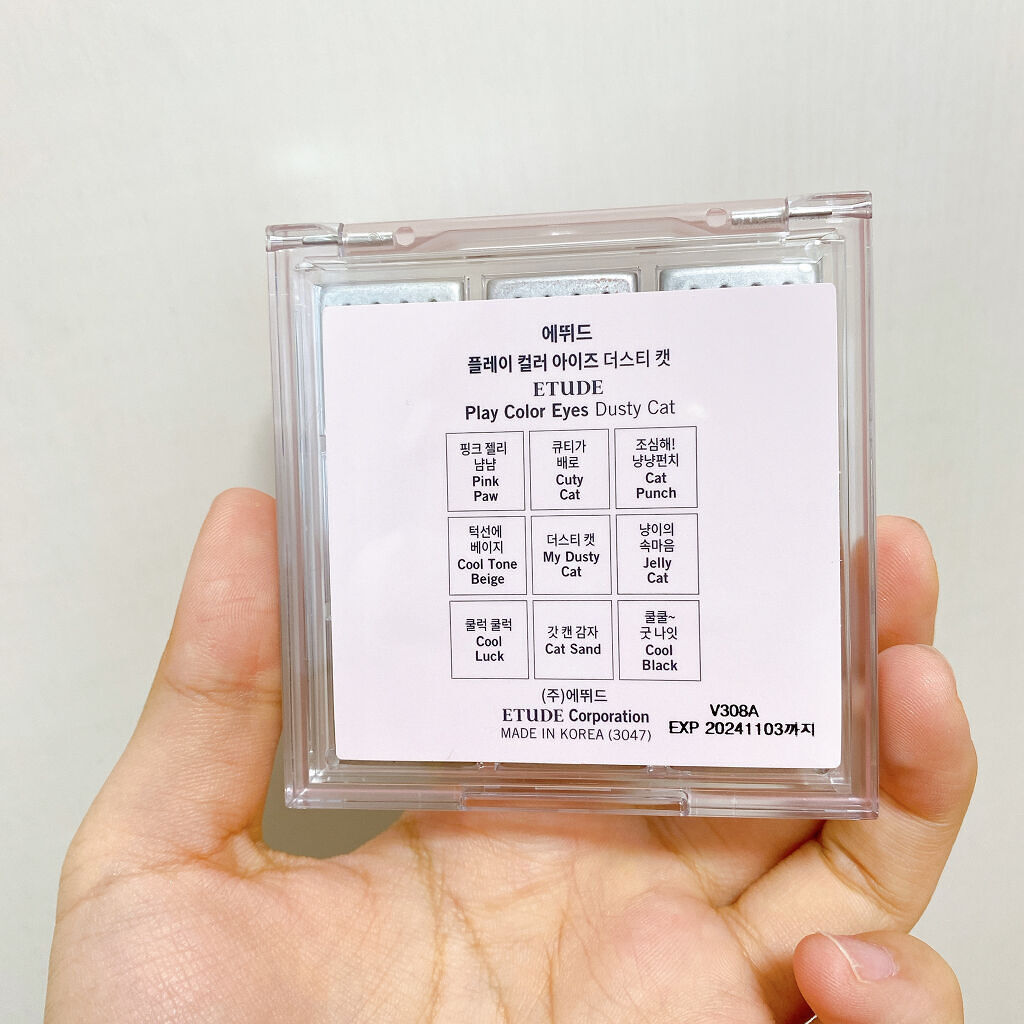 에뛰드
플레이 컬러 아이즈 더스티 캣
ETUDE
Play Color Eyes Dusty Cat
핑크 젤리
냠냠
Pink
Paw
큐티가
배로
Cuty
Cat
조심해!
냥냥펀치
Cat
Punch
턱선에
베이지
Cool Tone
Beige
더스티 캣
My Dusty
Cat
냥이의
속마음
Jelly
Cat
쿨럭 쿨럭
Cool
Luck
갓 캔 감자
Cat Sand
쿨쿨~
굿 나잇
Cool
Black
(주)에뛰드
ETUDE Corporation
MADE IN KOREA (3047)
V308A
EXP 20241103까지